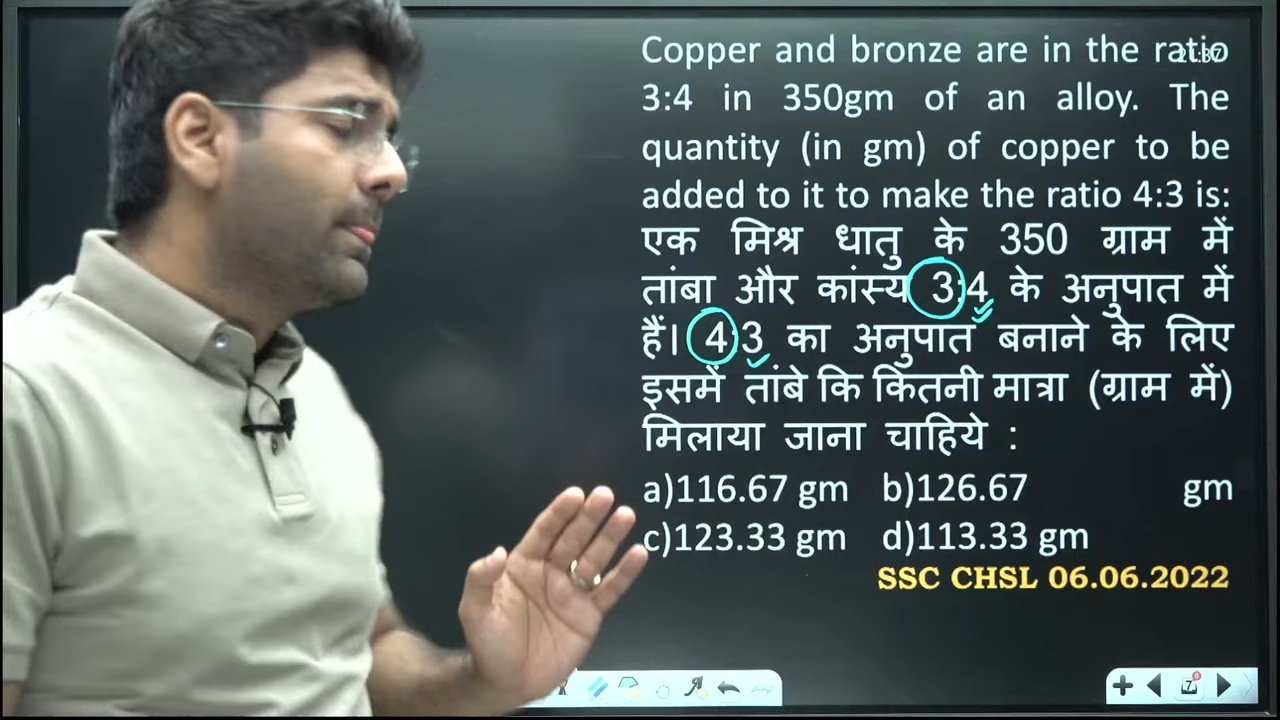 Copper and bronze are in the ratio
21:37
3:4 in 350gm of an alloy. The
quantity (in gm) of copper to be
added to it to make the ratio 4:3 is:
एक मिश्र धातु के 350 ग्राम में
तांबा और कांस्य 3:4 के अनुपात में
हैं। 4:3 का अनुपात बनाने के लिए
इसमें तांबे कि कितनी मात्रा (ग्राम में)
मिलाया जाना चाहिये :
a)116.67 gm b)126.67 gm
c)123.33 gm d)113.33 gm
SSC CHSL 06.06.2022
7